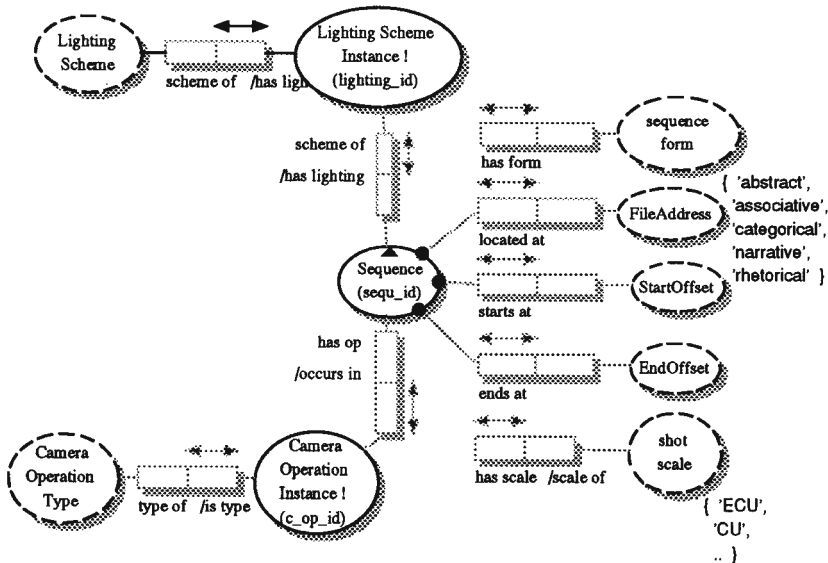 Lighting
Scheme
scheme of
/has ligh
Lighting Scheme
Instance !
(lighting_id)
scheme of
/has lighting
has form
sequence
form
{ 'abstract',
'associative',
'categorical',
'narrative',
'rhetorical' }
located at
FileAddress
Sequence
(sequ_id)
starts at
StartOffset
has op
/occurs in
ends at
EndOffset
Camera
Operation
Type
type of
/is type
Camera
Operation
Instance !
(c_op_id)
has scale
/scale of
shot
scale
{ 'ECU',
'CU',
.. }